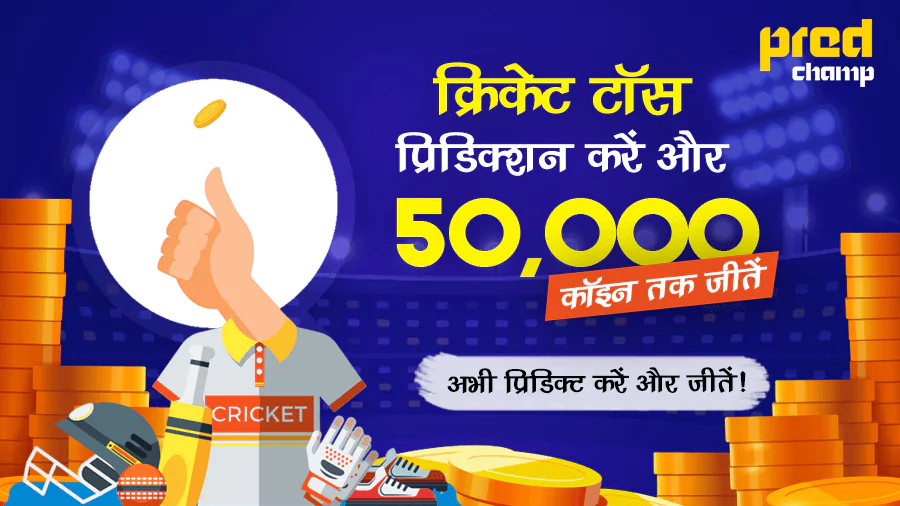 pred
champ
क्रिकेट टॉस
प्रिडिक्शन करें और
50,000
कॉइन तक जीतें
अभी प्रिडिक्ट करें और जीतें!
CRICKET